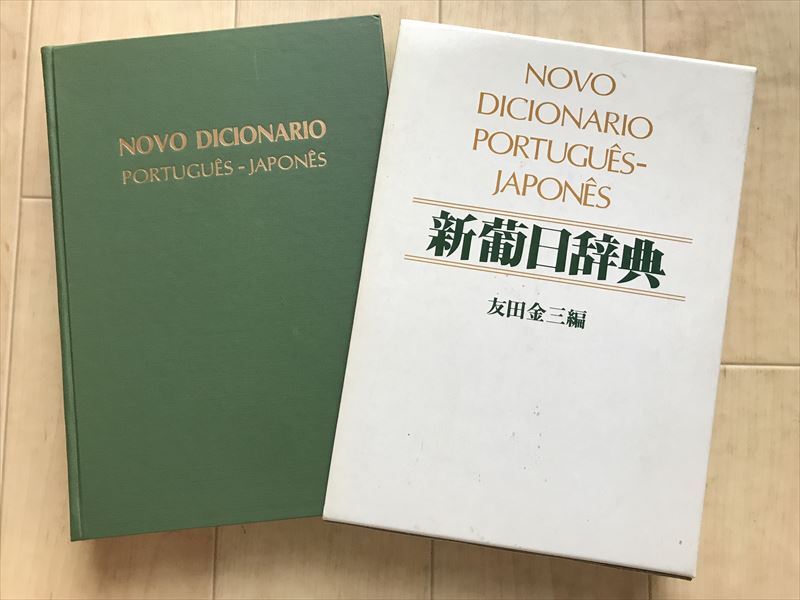 NOVO DICIONARIO
PORTUGUÊS-JAPONÊS
NOVO
DICIONARIO
PORTUGUÊS-
JAPONÊS
新葡日辞典
友田金三編